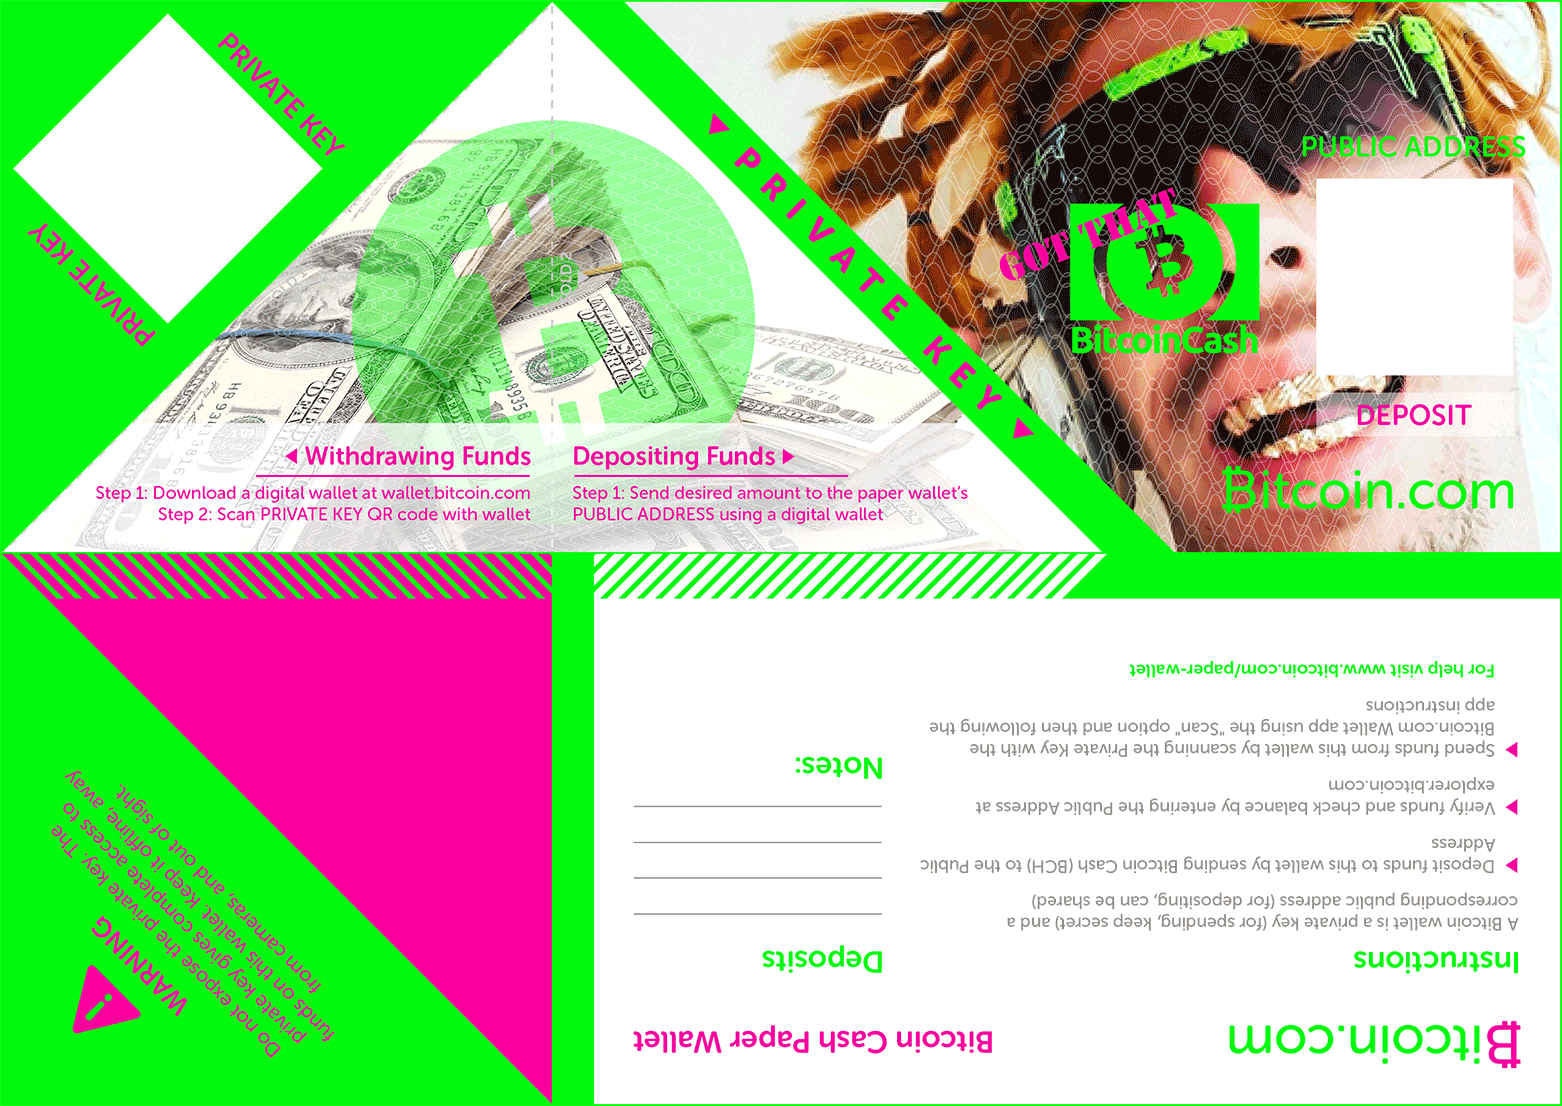 PRIVATE KEY
PRIVATE KEY
PRIVATE KEY
PUBLIC ADDRESS
GOT THAT
BitcoinCash
DEPOSIT
Bitcoin.com
Withdrawing Funds
Step 1: Download a digital wallet at wallet.bitcoin.com
Step 2: Scan PRIVATE KEY QR code with wallet
Depositing Funds
Step 1: Send desired amount to the paper wallet's
PUBLIC ADDRESS using a digital wallet
WARNING
Do not expose the private key. The
private key gives complete access to
funds on this wallet. Keep it offline, away
from cameras, and out of sight.
Bitcoin.com
Bitcoin Cash Paper Wallet
Instructions
A Bitcoin wallet is a private key (for spending, keep secret) and a
corresponding public address (for depositing, can be shared)
Deposit funds to this wallet by sending Bitcoin Cash (BCH) to the Public
Address
Verify funds and check balance by entering the Public Address at
explorer.bitcoin.com
Spend funds from this wallet by scanning the Private Key with the
Bitcoin.com Wallet app using the "Scan" option and then following the
app instructions
For help visit www.bitcoin.com/paper-wallet
Deposits
Notes: